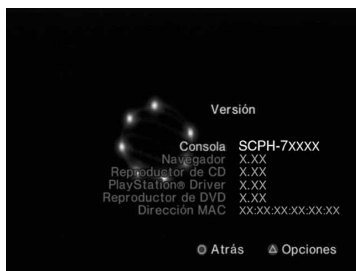 Versión
Consola SCPH-7XXXX
Navegador X.XX
Reproductor de CD X.XX
PlayStation® Driver X.XX
Reproductor de DVD X.XX
Dirección MAC XX:XX:XX:XX:XX:XX
Atrás Opciones